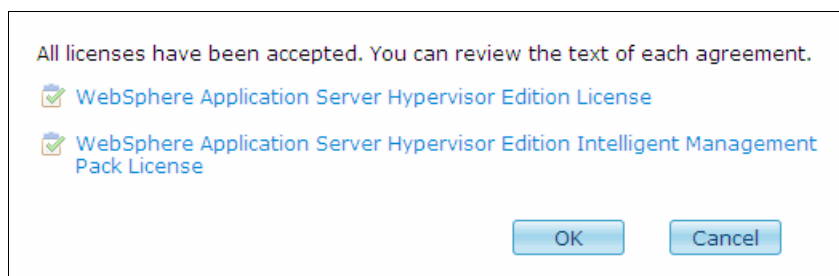 All licenses have been accepted. You can review the text of each agreement.
WebSphere Application Server Hypervisor Edition License
WebSphere Application Server Hypervisor Edition Intelligent Management
Pack License
OK Cancel